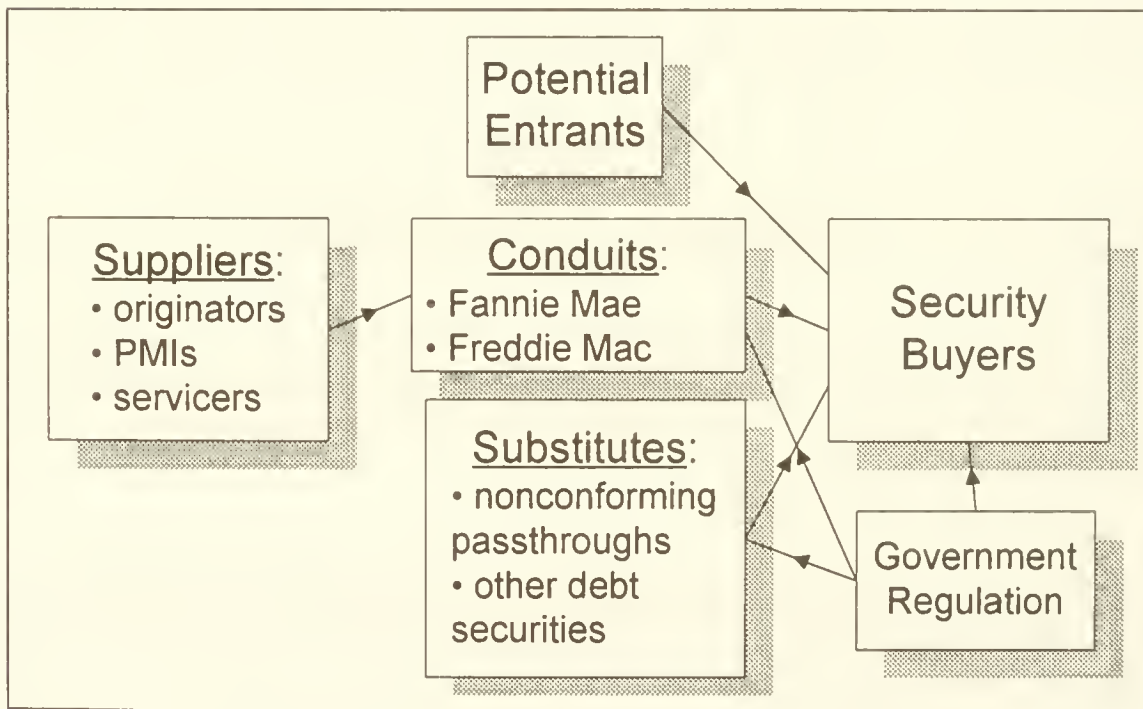 Potential
Entrants
Suppliers:
• originators
• PMIs
• servicers
Conduits:
• Fannie Mae
• Freddie Mac
Security
Buyers
Substitutes:
• nonconforming
passthroughs
• other debt
securities
Government
Regulation